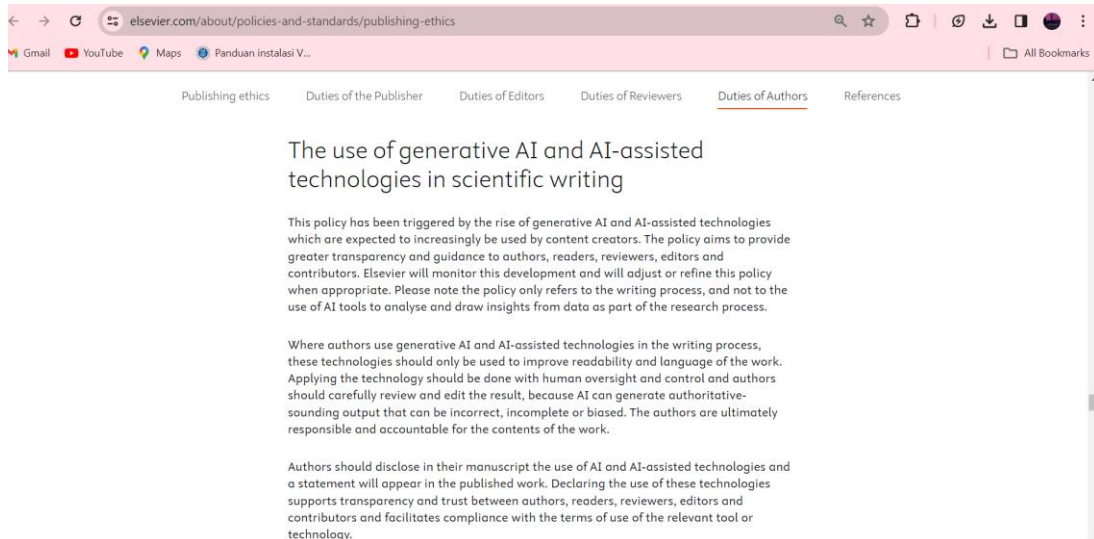 elsevier.com/about/policies-and-standards/publishing-ethics
Gmail YouTube Maps Panduan instalasi V... All Bookmarks
Publishing ethics Duties of the Publisher Duties of Editors Duties of Reviewers Duties of Authors References
The use of generative AI and AI-assisted
technologies in scientific writing
This policy has been triggered by the rise of generative AI and AI-assisted technologies
which are expected to increasingly be used by content creators. The policy aims to provide
greater transparency and guidance to authors, readers, reviewers, editors and
contributors. Elsevier will monitor this development and will adjust or refine this policy
when appropriate. Please note the policy only refers to the writing process, and not to the
use of AI tools to analyse and draw insights from data as part of the research process.
Where authors use generative AI and AI-assisted technologies in the writing process,
these technologies should only be used to improve readability and language of the work.
Applying the technology should be done with human oversight and control and authors
should carefully review and edit the result, because AI can generate authoritative-
sounding output that can be incorrect, incomplete or biased. The authors are ultimately
responsible and accountable for the contents of the work.
Authors should disclose in their manuscript the use of AI and AI-assisted technologies and
a statement will appear in the published work. Declaring the use of these technologies
supports transparency and trust between authors, readers, reviewers, editors and
contributors and facilitates compliance with the terms of use of the relevant tool or
technology.